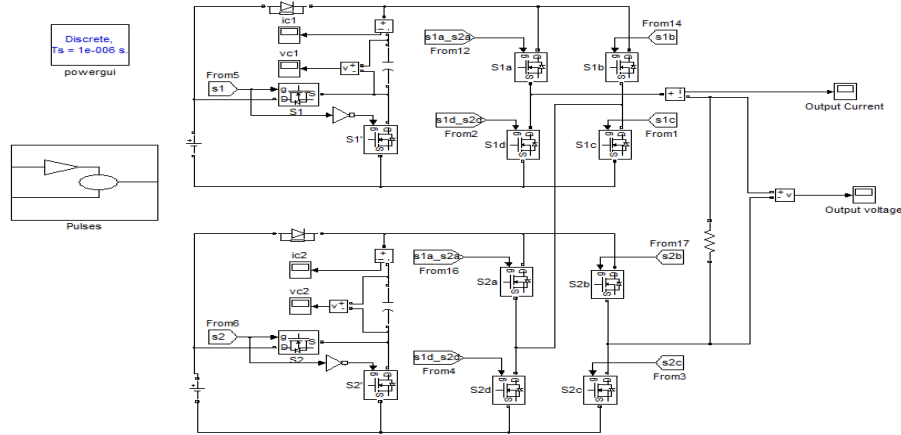 Discrete,
Ts = 1e-006 s.
powergui
ic1
vc1
From5
s1
g
D
S
S1
S1'
g
D
S
s1a_s2a
From12
S1a
g
D
S
From14
s1b
S1b
g
D
S
s1d_s2d
From2
S1d
g
D
S
s1c
From1
S1c
g
D
S
+
i
-
Output Current
+
-
v
Output voltage
Pulses
ic2
vc2
From6
s2
g
D
S
S2
S2'
g
D
S
s1a_s2a
From16
S2a
g
D
S
From17
s2b
S2b
g
D
S
s1d_s2d
From4
S2d
g
D
S
s2c
From3
S2c
g
D
S